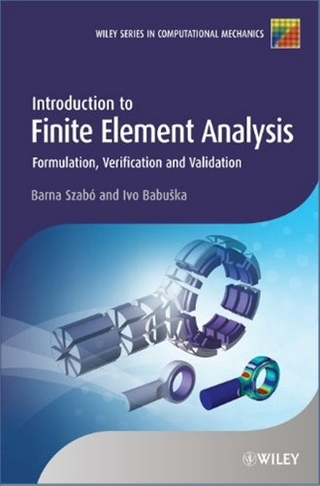 WILEY SERIES IN COMPUTATIONAL MECHANICS
Introduction to
Finite Element Analysis
Formulation, Verification and Validation
Barna Szabó and Ivo Babuška
WILEY